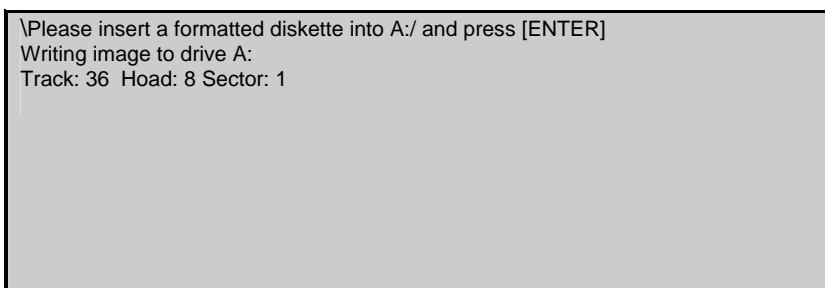 \Please insert a formatted diskette into A:/ and press [ENTER]
Writing image to drive A:
Track: 36  Hoad: 8 Sector: 1